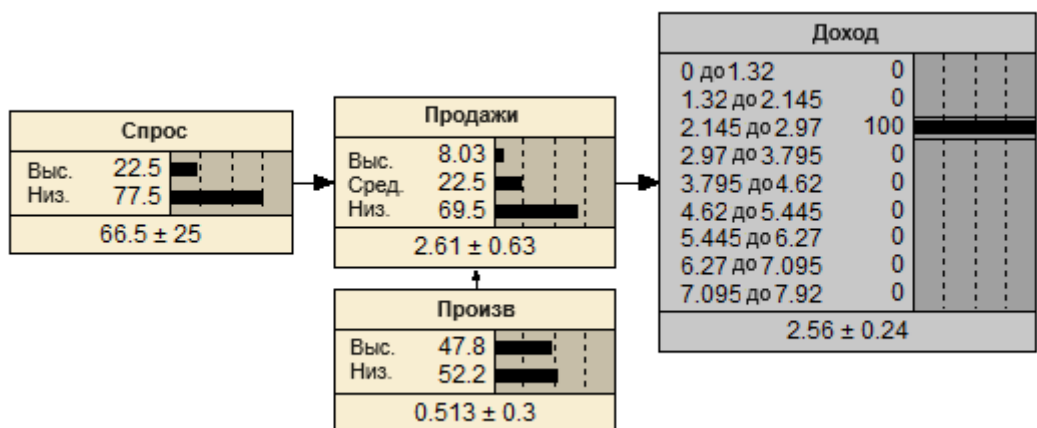 Спрос
Выс. 22.5
Низ. 77.5
66.5 ± 25
Продажи
Выс. 8.03
Сред. 22.5
Низ. 69.5
2.61 ± 0.63
Произв
Выс. 47.8
Низ. 52.2
0.513 ± 0.3
Доход
0 до 1.32 0
1.32 до 2.145 0
2.145 до 2.97 100
2.97 до 3.795 0
3.795 до 4.62 0
4.62 до 5.445 0
5.445 до 6.27 0
6.27 до 7.095 0
7.095 до 7.92 0
2.56 ± 0.24